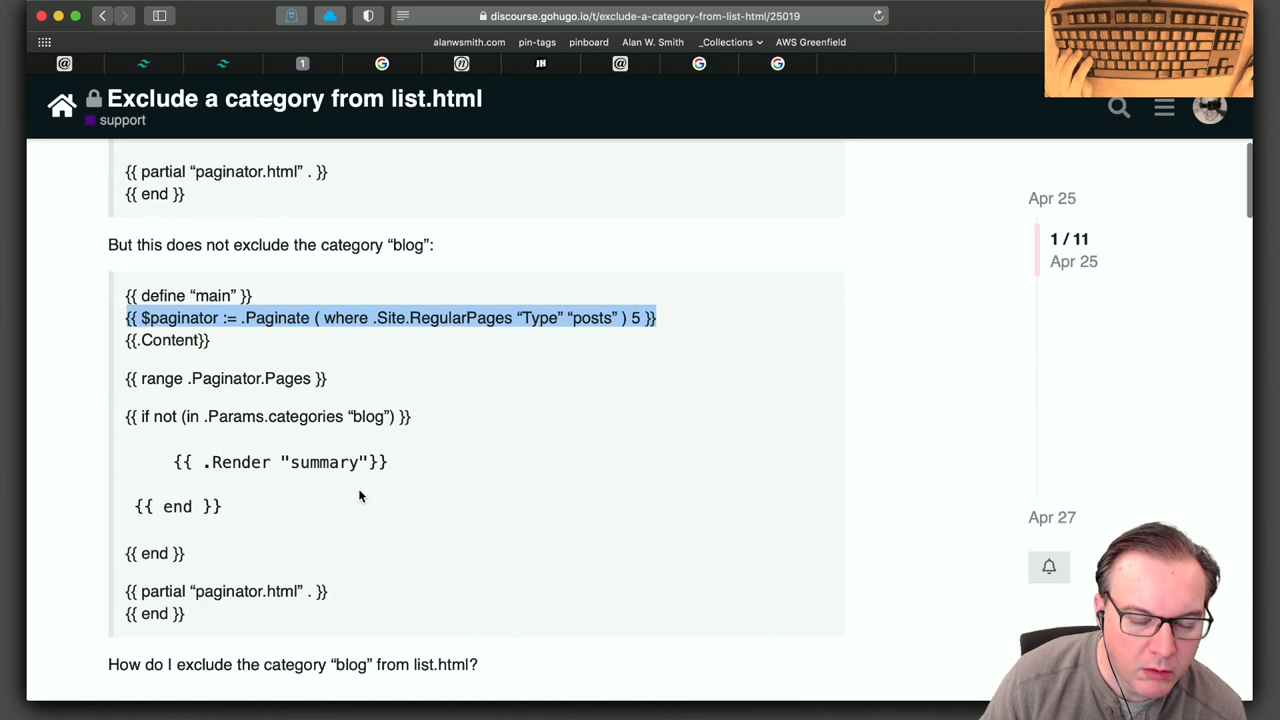 discourse.gohugo.io/t/exclude-a-category-from-list-html/25019
alanwsmith.com pin-tags pinboard Alan W. Smith _Collections AWS Greenfield
1
Exclude a category from list.html
support
{{ partial “paginator.html” . }}
{{ end }}
But this does not exclude the category “blog”:
{{ define “main” }}
{{ $paginator := .Paginate ( where .Site.RegularPages “Type” “posts” ) 5 }}
{{.Content}}
{{ range .Paginator.Pages }}
{{ if not (in .Params.categories “blog”) }}
{{ .Render "summary"}}
{{ end }}
{{ end }}
{{ partial “paginator.html” . }}
{{ end }}
How do I exclude the category “blog” from list.html?
Apr 25
1 / 11
Apr 25
Apr 27